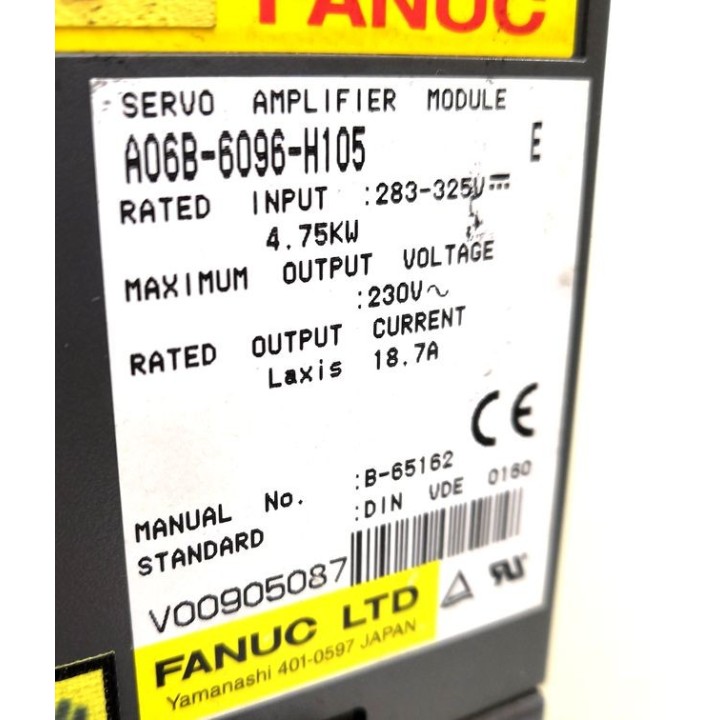 FANUC
SERVO AMPLIFIER MODULE
A06B-6096-H105 E
RATED INPUT :283-325V⎓
4.75KW
MAXIMUM OUTPUT VOLTAGE
:230V~
RATED OUTPUT CURRENT
Laxis 18.7A
CE
MANUAL No. :B-65162
STANDARD :DIN VDE 0160
V00905087
FANUC LTD
Yamanashi 401-0597 JAPAN